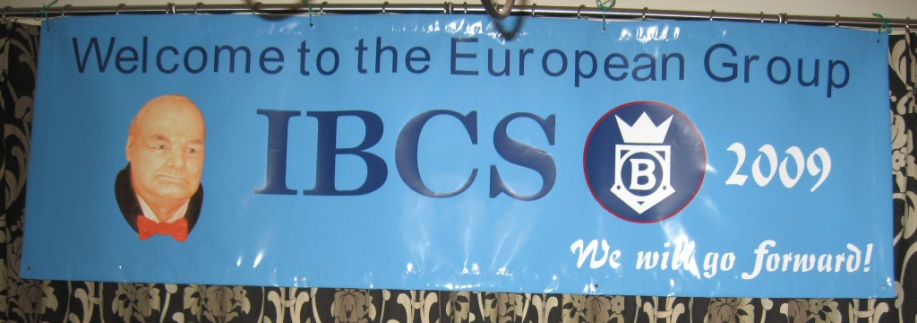 Welcome to the European Group
IBCS B 2009
We will go forward!